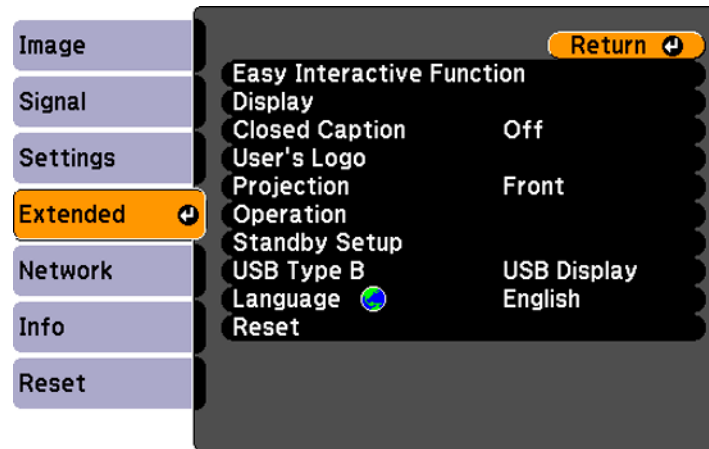 Image
Signal
Settings
Extended
Network
Info
Reset
Return
Easy Interactive Function
Display
Closed Caption Off
User's Logo
Projection Front
Operation
Standby Setup
USB Type B USB Display
Language English
Reset